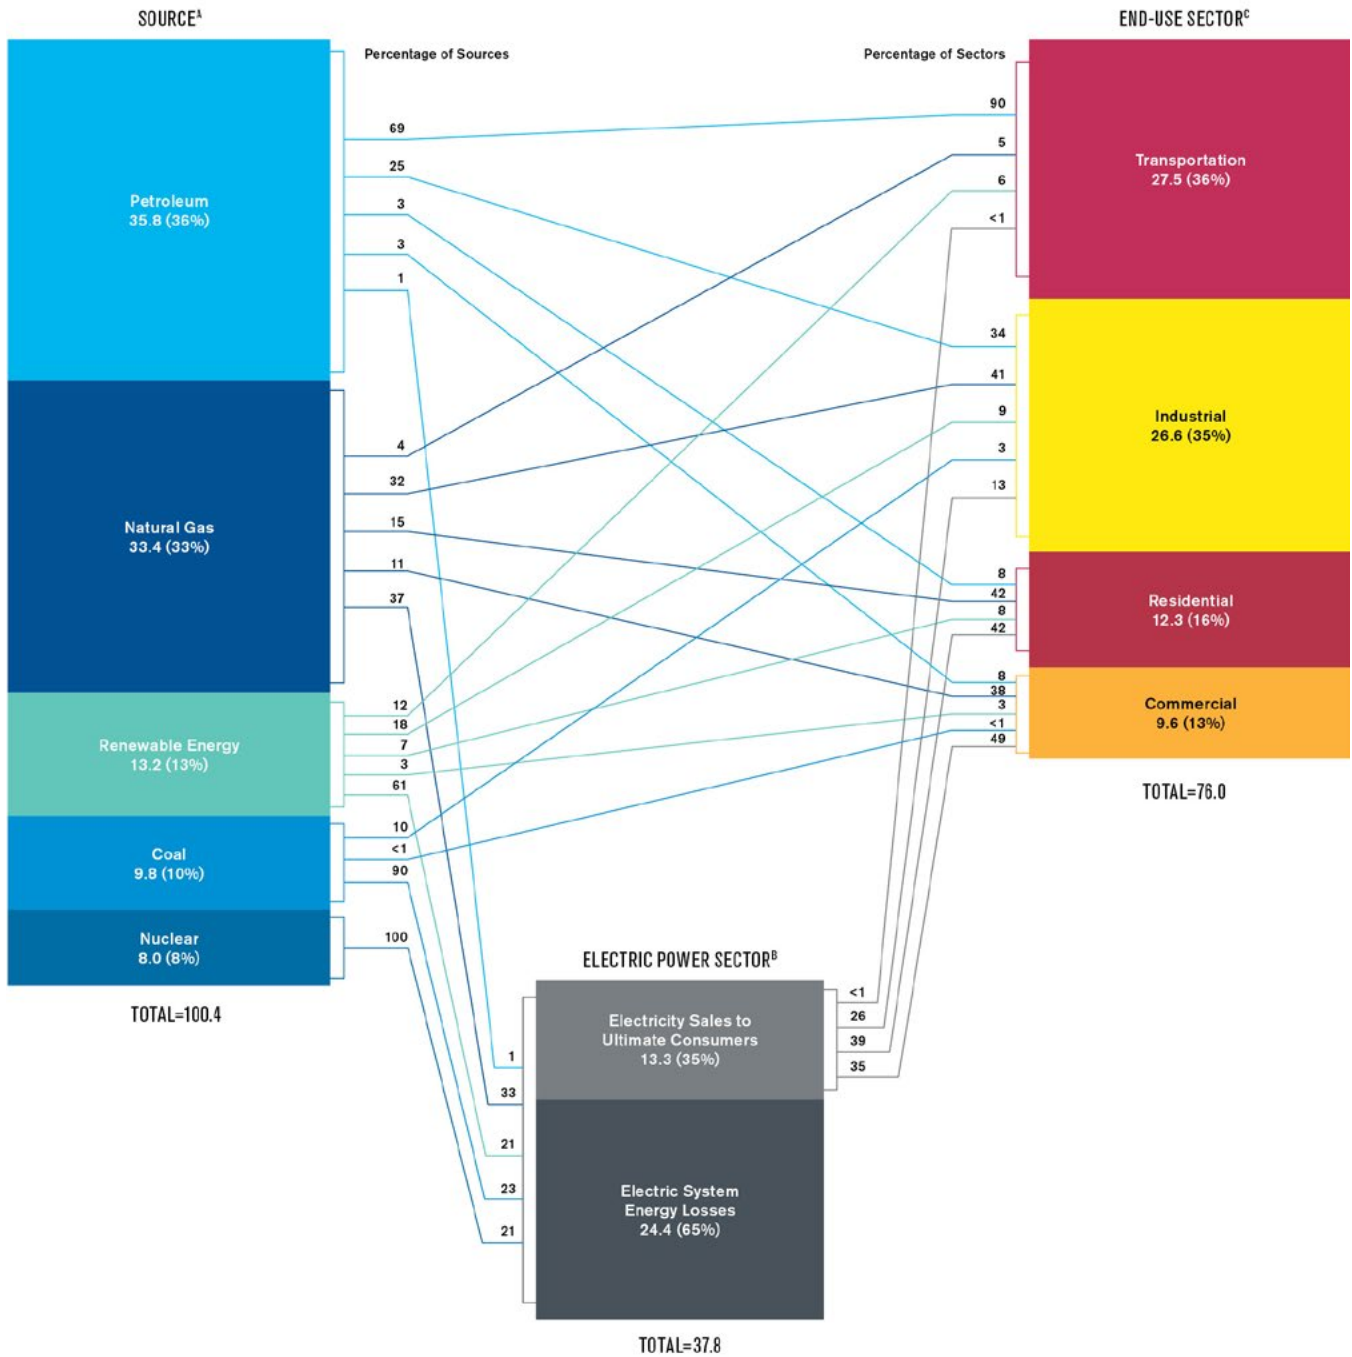 SOURCEᴬ
END-USE SECTORᶜ
Percentage of Sources
Percentage of Sectors
Petroleum
35.8 (36%)
69
25
3
3
1
Natural Gas
33.4 (33%)
4
32
15
11
37
Renewable Energy
13.2 (13%)
12
18
7
3
61
Coal
9.8 (10%)
10
<1
90
Nuclear
8.0 (8%)
100
TOTAL=100.4
ELECTRIC POWER SECTORᴮ
1
33
21
23
21
Electricity Sales to
Ultimate Consumers
13.3 (35%)
Electric System
Energy Losses
24.4 (65%)
<1
26
39
35
TOTAL=37.8
90
5
6
<1
Transportation
27.5 (36%)
34
41
9
3
13
Industrial
26.6 (35%)
8
42
8
42
Residential
12.3 (16%)
8
38
3
<1
49
Commercial
9.6 (13%)
TOTAL=76.0